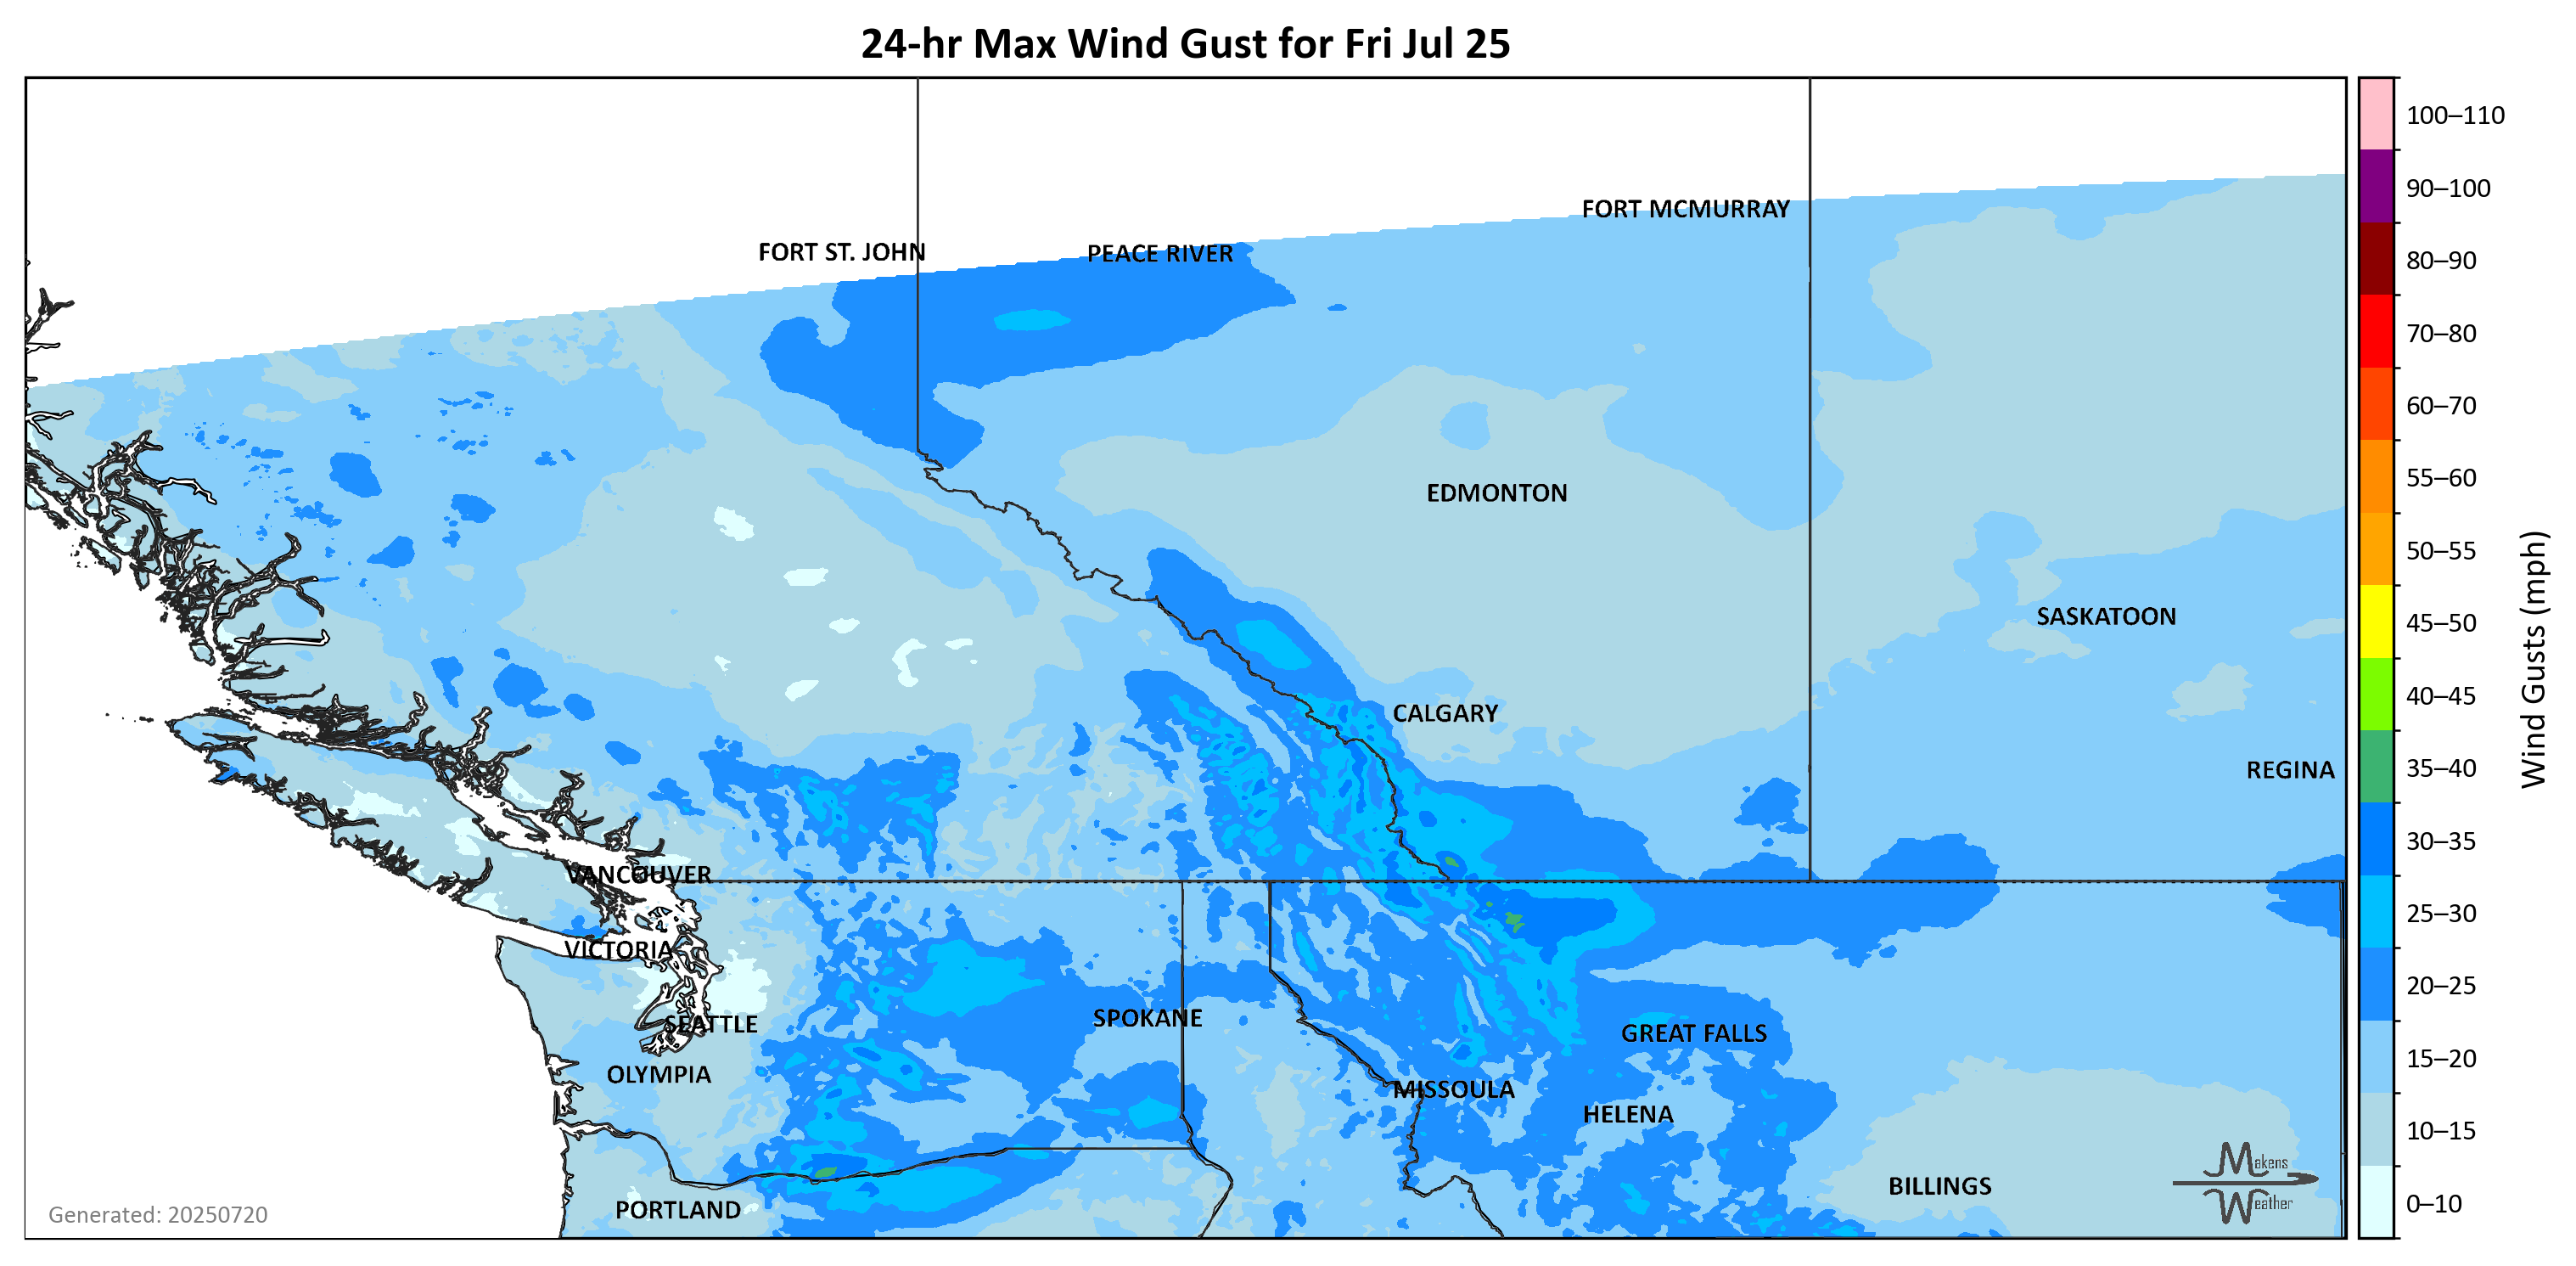 24-hr Max Wind Gust for Fri Jul 25
FORT MCMURRAY
FORT ST. JOHN
PEACE RIVER
EDMONTON
SASKATOON
CALGARY
REGINA
VANCOUVER
VICTORIA
SEATTLE
SPOKANE
GREAT FALLS
OLYMPIA
MISSOULA
HELENA
BILLINGS
PORTLAND
Generated: 20250720
Makens
Weather
100–110
90–100
80–90
70–80
60–70
55–60
50–55
45–50
40–45
35–40
30–35
25–30
20–25
15–20
10–15
0–10
Wind Gusts (mph)